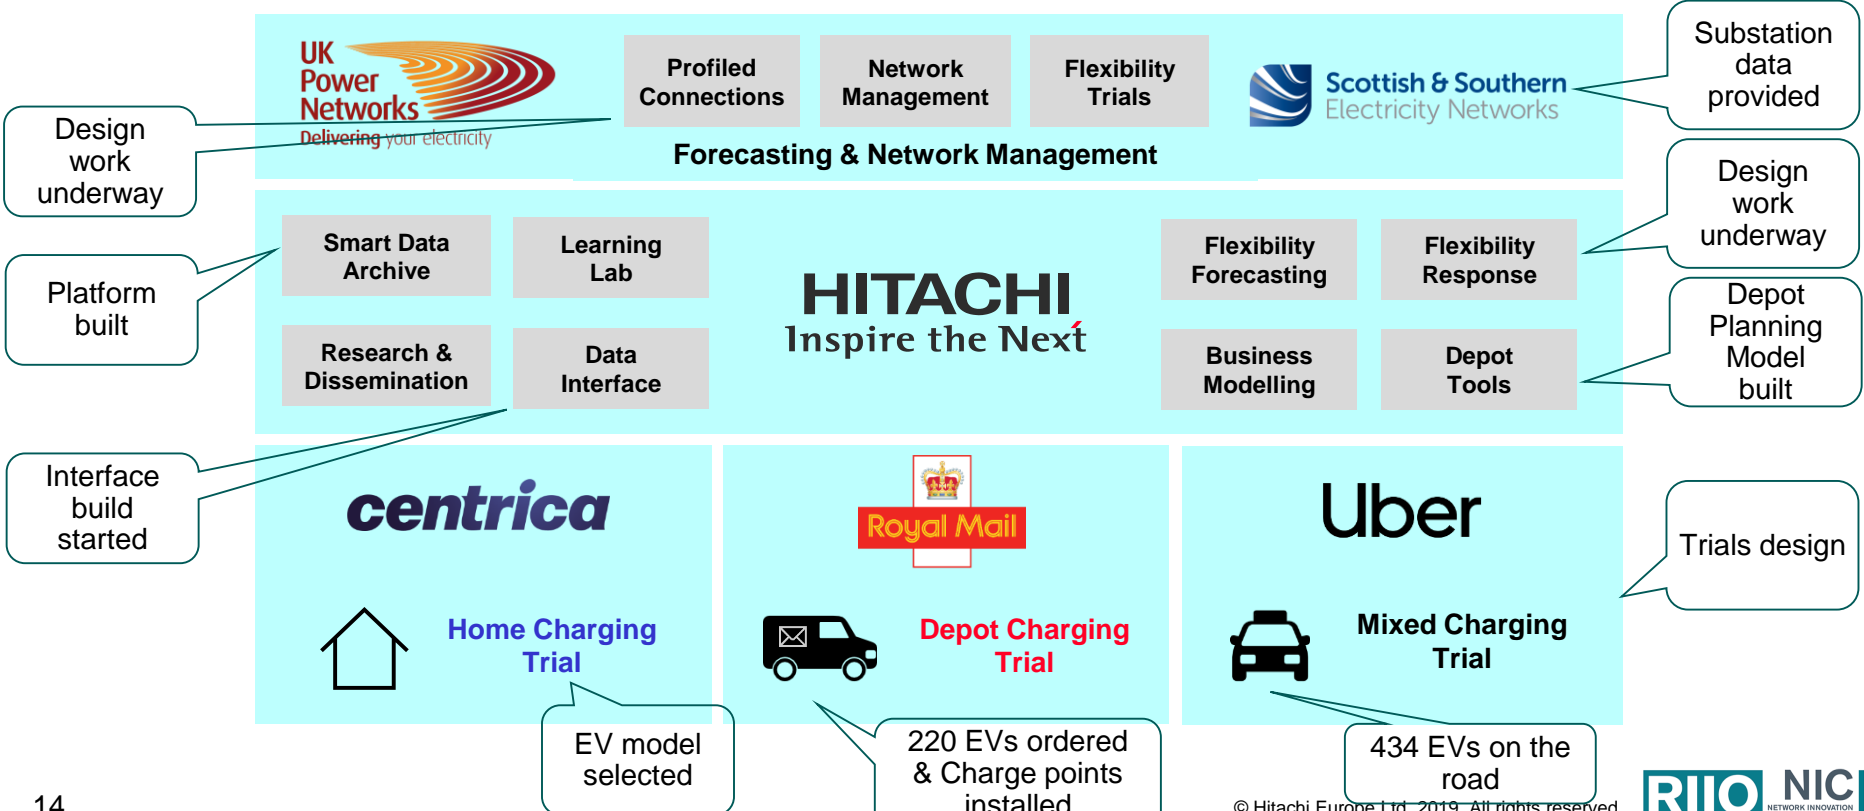 UK
Power
Networks
Delivering your electricity
Profiled
Connections
Network
Management
Flexibility
Trials
Scottish & Southern
Electricity Networks
Substation
data
provided
Forecasting & Network Management
Design
work
underway
Design
work
underway
Smart Data
Archive
Learning
Lab
HITACHI
Inspire the Next
Flexibility
Forecasting
Flexibility
Response
Platform
built
Research &
Dissemination
Data
Interface
Business
Modelling
Depot
Tools
Depot
Planning
Model
built
Interface
build
started
centrica
Royal Mail
Uber
Trials design
Home Charging
Trial
Depot Charging
Trial
Mixed Charging
Trial
EV model
selected
220 EVs ordered
& Charge points
installed
434 EVs on the
road
14
© Hitachi Europe Ltd. 2019. All rights reserved
RIIO
NIC
NETWORK INNOVATION